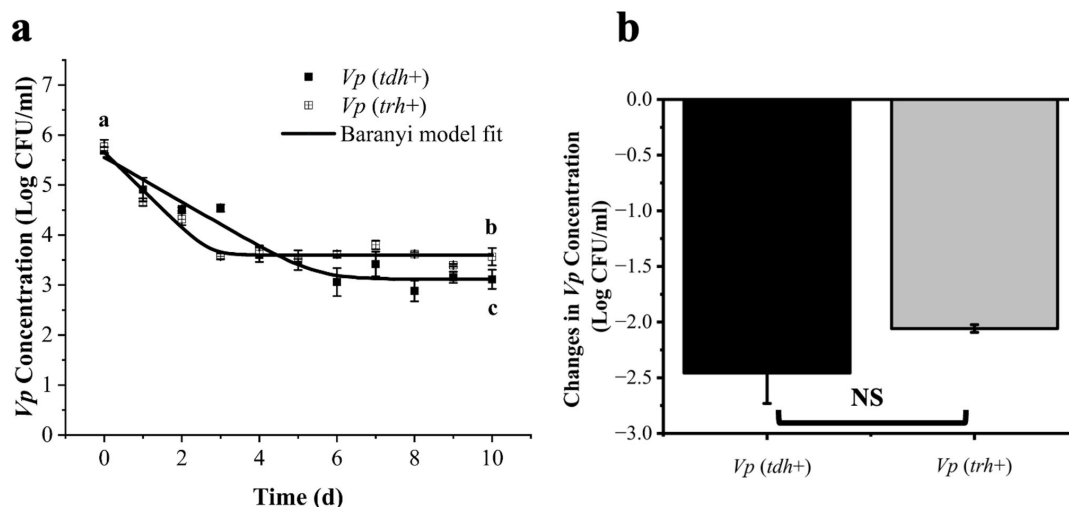 a
Vp Concentration (Log CFU/ml)
7
6
5
4
3
2
1
0
a
b
c
Vp (tdh+)
Vp (trh+)
Baranyi model fit
0
2
4
6
8
10
Time (d)
b
Changes in Vp Concentration
(Log CFU/ml)
0.0
−0.5
−1.0
−1.5
−2.0
−2.5
−3.0
NS
Vp (tdh+)
Vp (trh+)